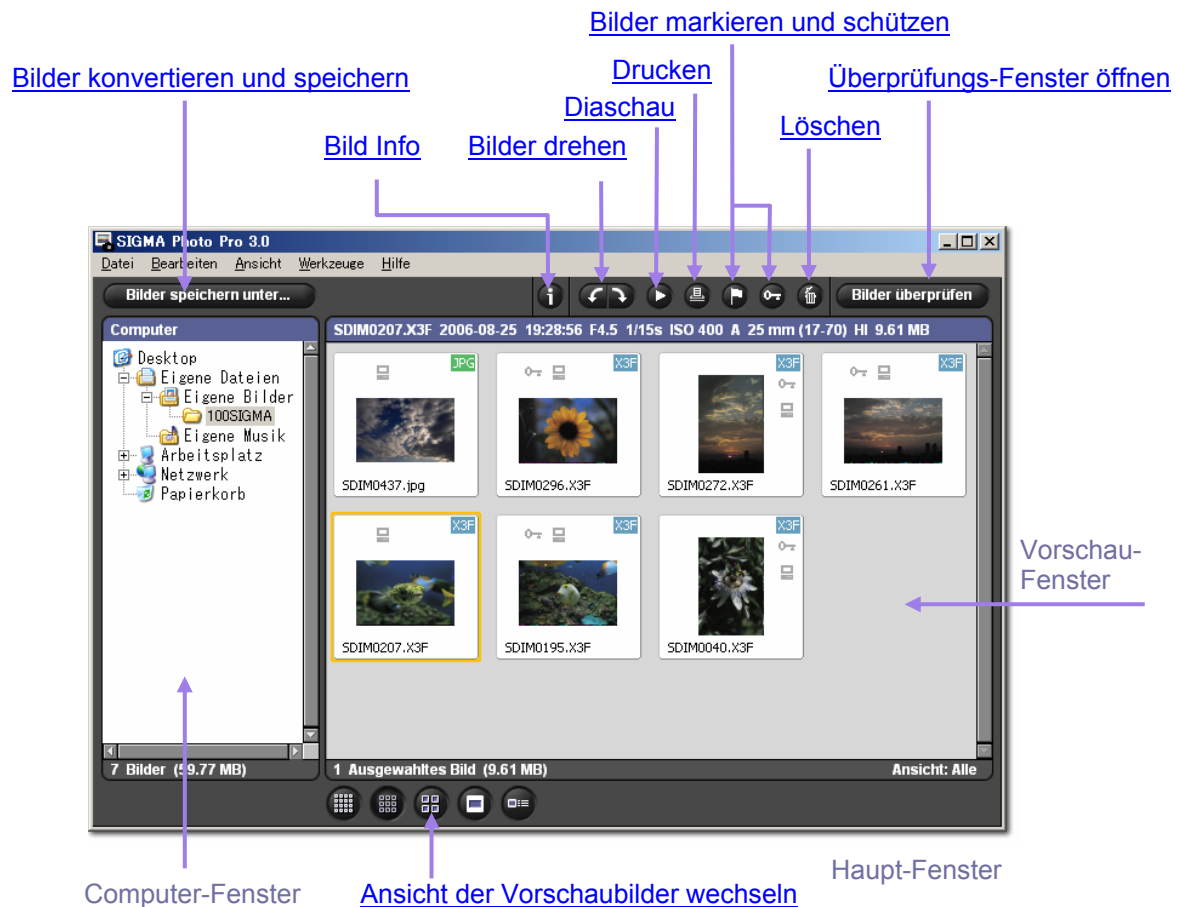 Bilder markieren und schützen
Bilder konvertieren und speichern
Drucken
Überprüfungs-Fenster öffnen
Diaschau
Löschen
Bild Info
Bilder drehen
SIGMA Photo Pro 3.0
Datei Bearbeiten Ansicht Werkzeuge Hilfe
Bilder speichern unter...
Bilder überprüfen
Computer
SDIM0207.X3F 2006-08-25 19:28:56 F4.5 1/15s ISO 400 A 25 mm (17-70) HI 9.61 MB
Desktop
Eigene Dateien
Eigene Bilder
100SIGMA
Eigene Musik
Arbeitsplatz
Netzwerk
Papierkorb
JPG
X3F
X3F
X3F
SDIM0437.jpg
SDIM0296.X3F
SDIM0272.X3F
SDIM0261.X3F
X3F
X3F
X3F
SDIM0207.X3F
SDIM0195.X3F
SDIM0040.X3F
Vorschau-
Fenster
7 Bilder (59.77 MB)
1 Ausgewahltes Bild (9.61 MB)
Ansicht: Alle
Haupt-Fenster
Computer-Fenster
Ansicht der Vorschaubilder wechseln